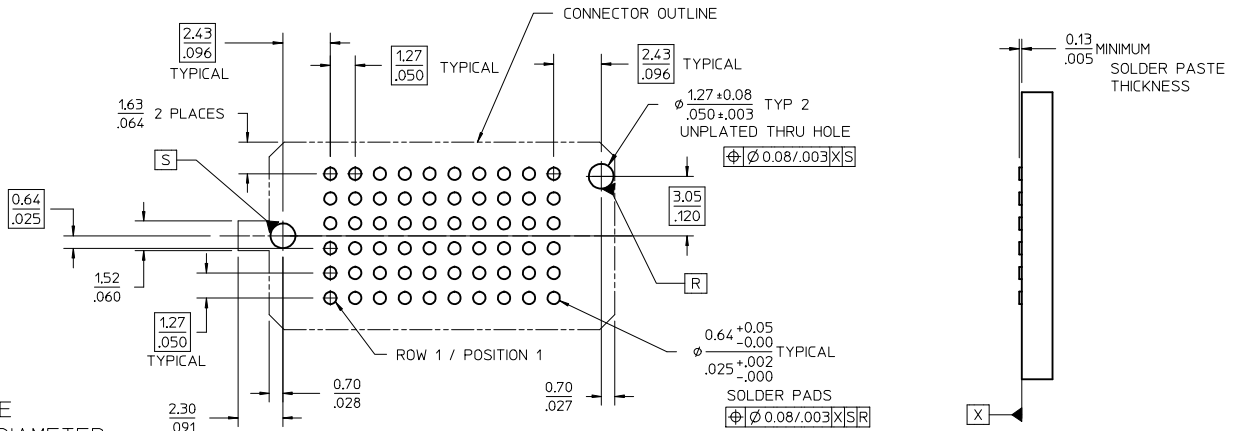 CONNECTOR OUTLINE
2.43
.096
TYPICAL
1.27
.050
TYPICAL
2.43
.096
TYPICAL
0.13
.005
MINIMUM
SOLDER PASTE
THICKNESS
1.63
.064
2 PLACES
Ø 1.27 ±0.08
.050 ±.003
TYP 2
UNPLATED THRU HOLE
⌖ Ø 0.08/.003 X S
S
0.64
.025
3.05
.120
R
1.52
.060
1.27
.050
TYPICAL
ROW 1 / POSITION 1
Ø 0.64 +0.05
-0.00
.025 +.002
-.000
TYPICAL
SOLDER PADS
⌖ Ø 0.08/.003 X S R
0.70
.028
0.70
.027
X
E
2.30
.091
DIAMETER